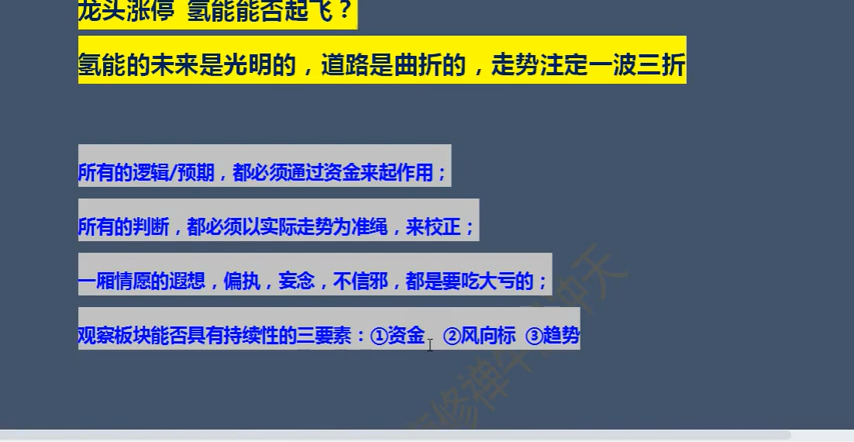 龙头涨停 氢能能否起飞？
氢能的未来是光明的，道路是曲折的，走势注定一波三折
所有的逻辑/预期，都必须通过资金来起作用；
所有的判断，都必须以实际走势为准绳，来校正；
一厢情愿的遐想，偏执，妄念，不信邪，都是要吃大亏的；
观察板块能否具有持续性的三要素：①资金 ②风向标 ③趋势